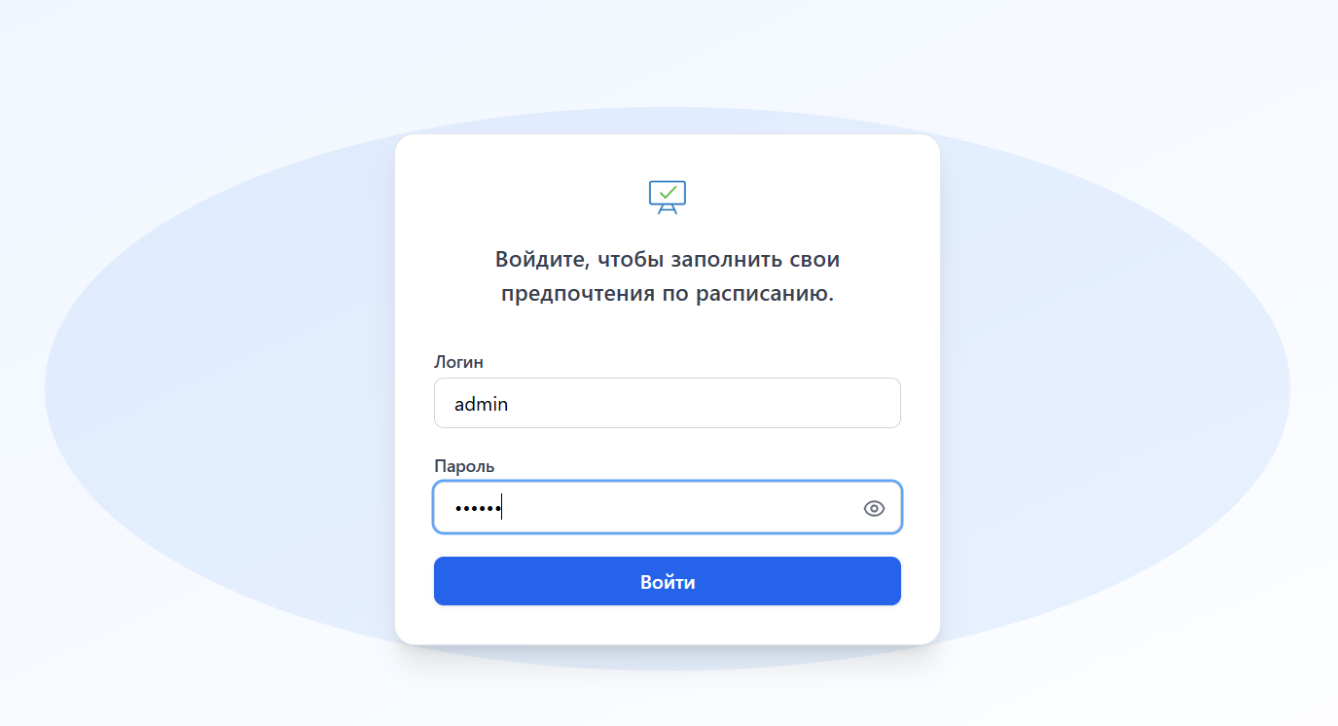 Войдите, чтобы заполнить свои
предпочтения по расписанию.
Логин
admin
Пароль
••••••
Войти